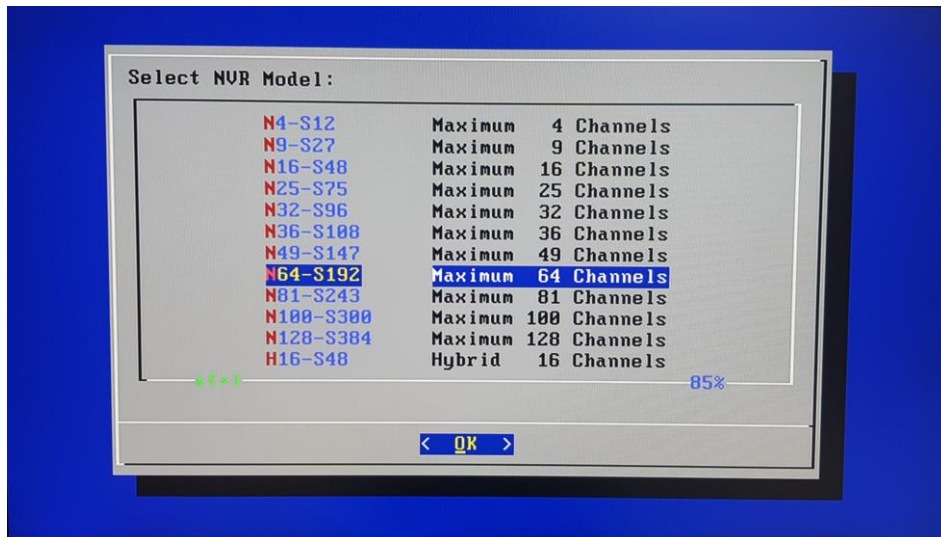 Select NVR Model:
N4-S12 Maximum 4 Channels
N9-S27 Maximum 9 Channels
N16-S48 Maximum 16 Channels
N25-S75 Maximum 25 Channels
N32-S96 Maximum 32 Channels
N36-S108 Maximum 36 Channels
N49-S147 Maximum 49 Channels
N64-S192 Maximum 64 Channels
N81-S243 Maximum 81 Channels
N100-S300 Maximum 100 Channels
N128-S384 Maximum 128 Channels
H16-S48 Hybrid 16 Channels
85%
< OK >